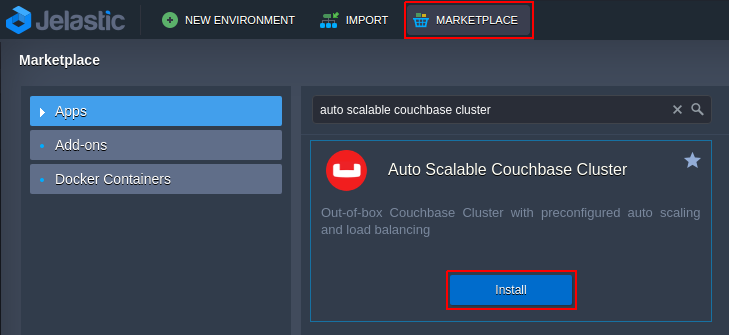 Jelastic
NEW ENVIRONMENT
IMPORT
MARKETPLACE
Marketplace
Apps
Add-ons
Docker Containers
auto scalable couchbase cluster
Auto Scalable Couchbase Cluster
Out-of-box Couchbase Cluster with preconfigured auto scaling
and load balancing
Install